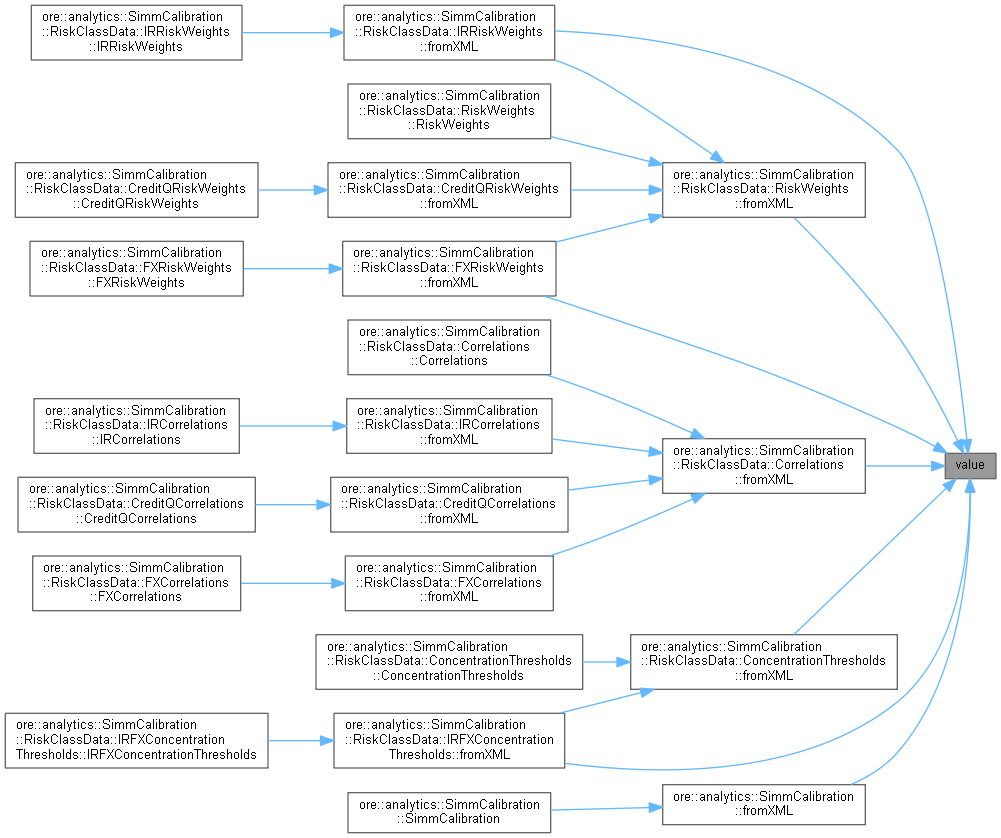 ore::analytics::SimmCalibration
::RiskClassData::IRRiskWeights
::IRRiskWeights
ore::analytics::SimmCalibration
::RiskClassData::IRRiskWeights
::fromXML
ore::analytics::SimmCalibration
::RiskClassData::RiskWeights
::RiskWeights
ore::analytics::SimmCalibration
::RiskClassData::CreditQRiskWeights
::CreditQRiskWeights
ore::analytics::SimmCalibration
::RiskClassData::CreditQRiskWeights
::fromXML
ore::analytics::SimmCalibration
::RiskClassData::RiskWeights
::fromXML
ore::analytics::SimmCalibration
::RiskClassData::FXRiskWeights
::FXRiskWeights
ore::analytics::SimmCalibration
::RiskClassData::FXRiskWeights
::fromXML
ore::analytics::SimmCalibration
::RiskClassData::Correlations
::Correlations
ore::analytics::SimmCalibration
::RiskClassData::IRCorrelations
::IRCorrelations
ore::analytics::SimmCalibration
::RiskClassData::IRCorrelations
::fromXML
ore::analytics::SimmCalibration
::RiskClassData::Correlations
::fromXML
value
ore::analytics::SimmCalibration
::RiskClassData::CreditQCorrelations
::CreditQCorrelations
ore::analytics::SimmCalibration
::RiskClassData::CreditQCorrelations
::fromXML
ore::analytics::SimmCalibration
::RiskClassData::FXCorrelations
::FXCorrelations
ore::analytics::SimmCalibration
::RiskClassData::FXCorrelations
::fromXML
ore::analytics::SimmCalibration
::RiskClassData::ConcentrationThresholds
::ConcentrationThresholds
ore::analytics::SimmCalibration
::RiskClassData::ConcentrationThresholds
::fromXML
ore::analytics::SimmCalibration
::RiskClassData::IRFXConcentration
Thresholds::IRFXConcentrationThresholds
ore::analytics::SimmCalibration
::RiskClassData::IRFXConcentration
Thresholds::fromXML
ore::analytics::SimmCalibration
::SimmCalibration
ore::analytics::SimmCalibration
::fromXML